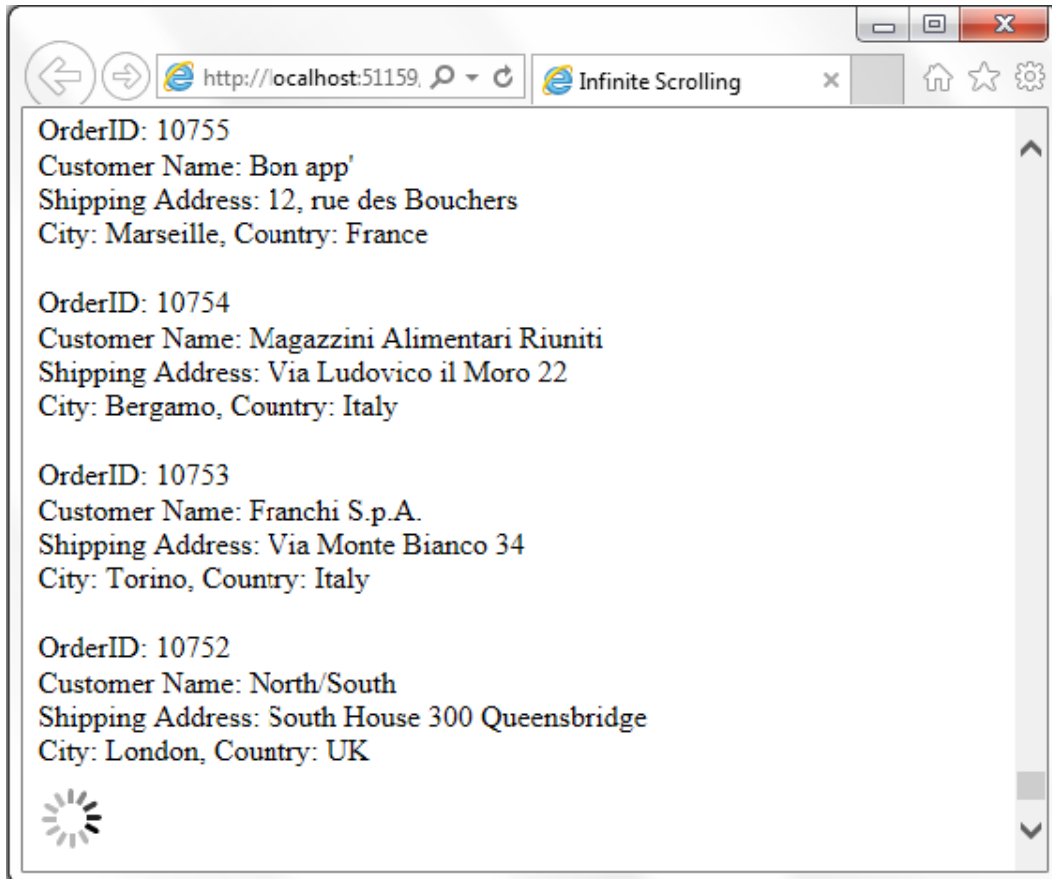 http://localhost:51159,
Infinite Scrolling
OrderID: 10755
Customer Name: Bon app'
Shipping Address: 12, rue des Bouchers
City: Marseille, Country: France
OrderID: 10754
Customer Name: Magazzini Alimentari Riuniti
Shipping Address: Via Ludovico il Moro 22
City: Bergamo, Country: Italy
OrderID: 10753
Customer Name: Franchi S.p.A.
Shipping Address: Via Monte Bianco 34
City: Torino, Country: Italy
OrderID: 10752
Customer Name: North/South
Shipping Address: South House 300 Queensbridge
City: London, Country: UK